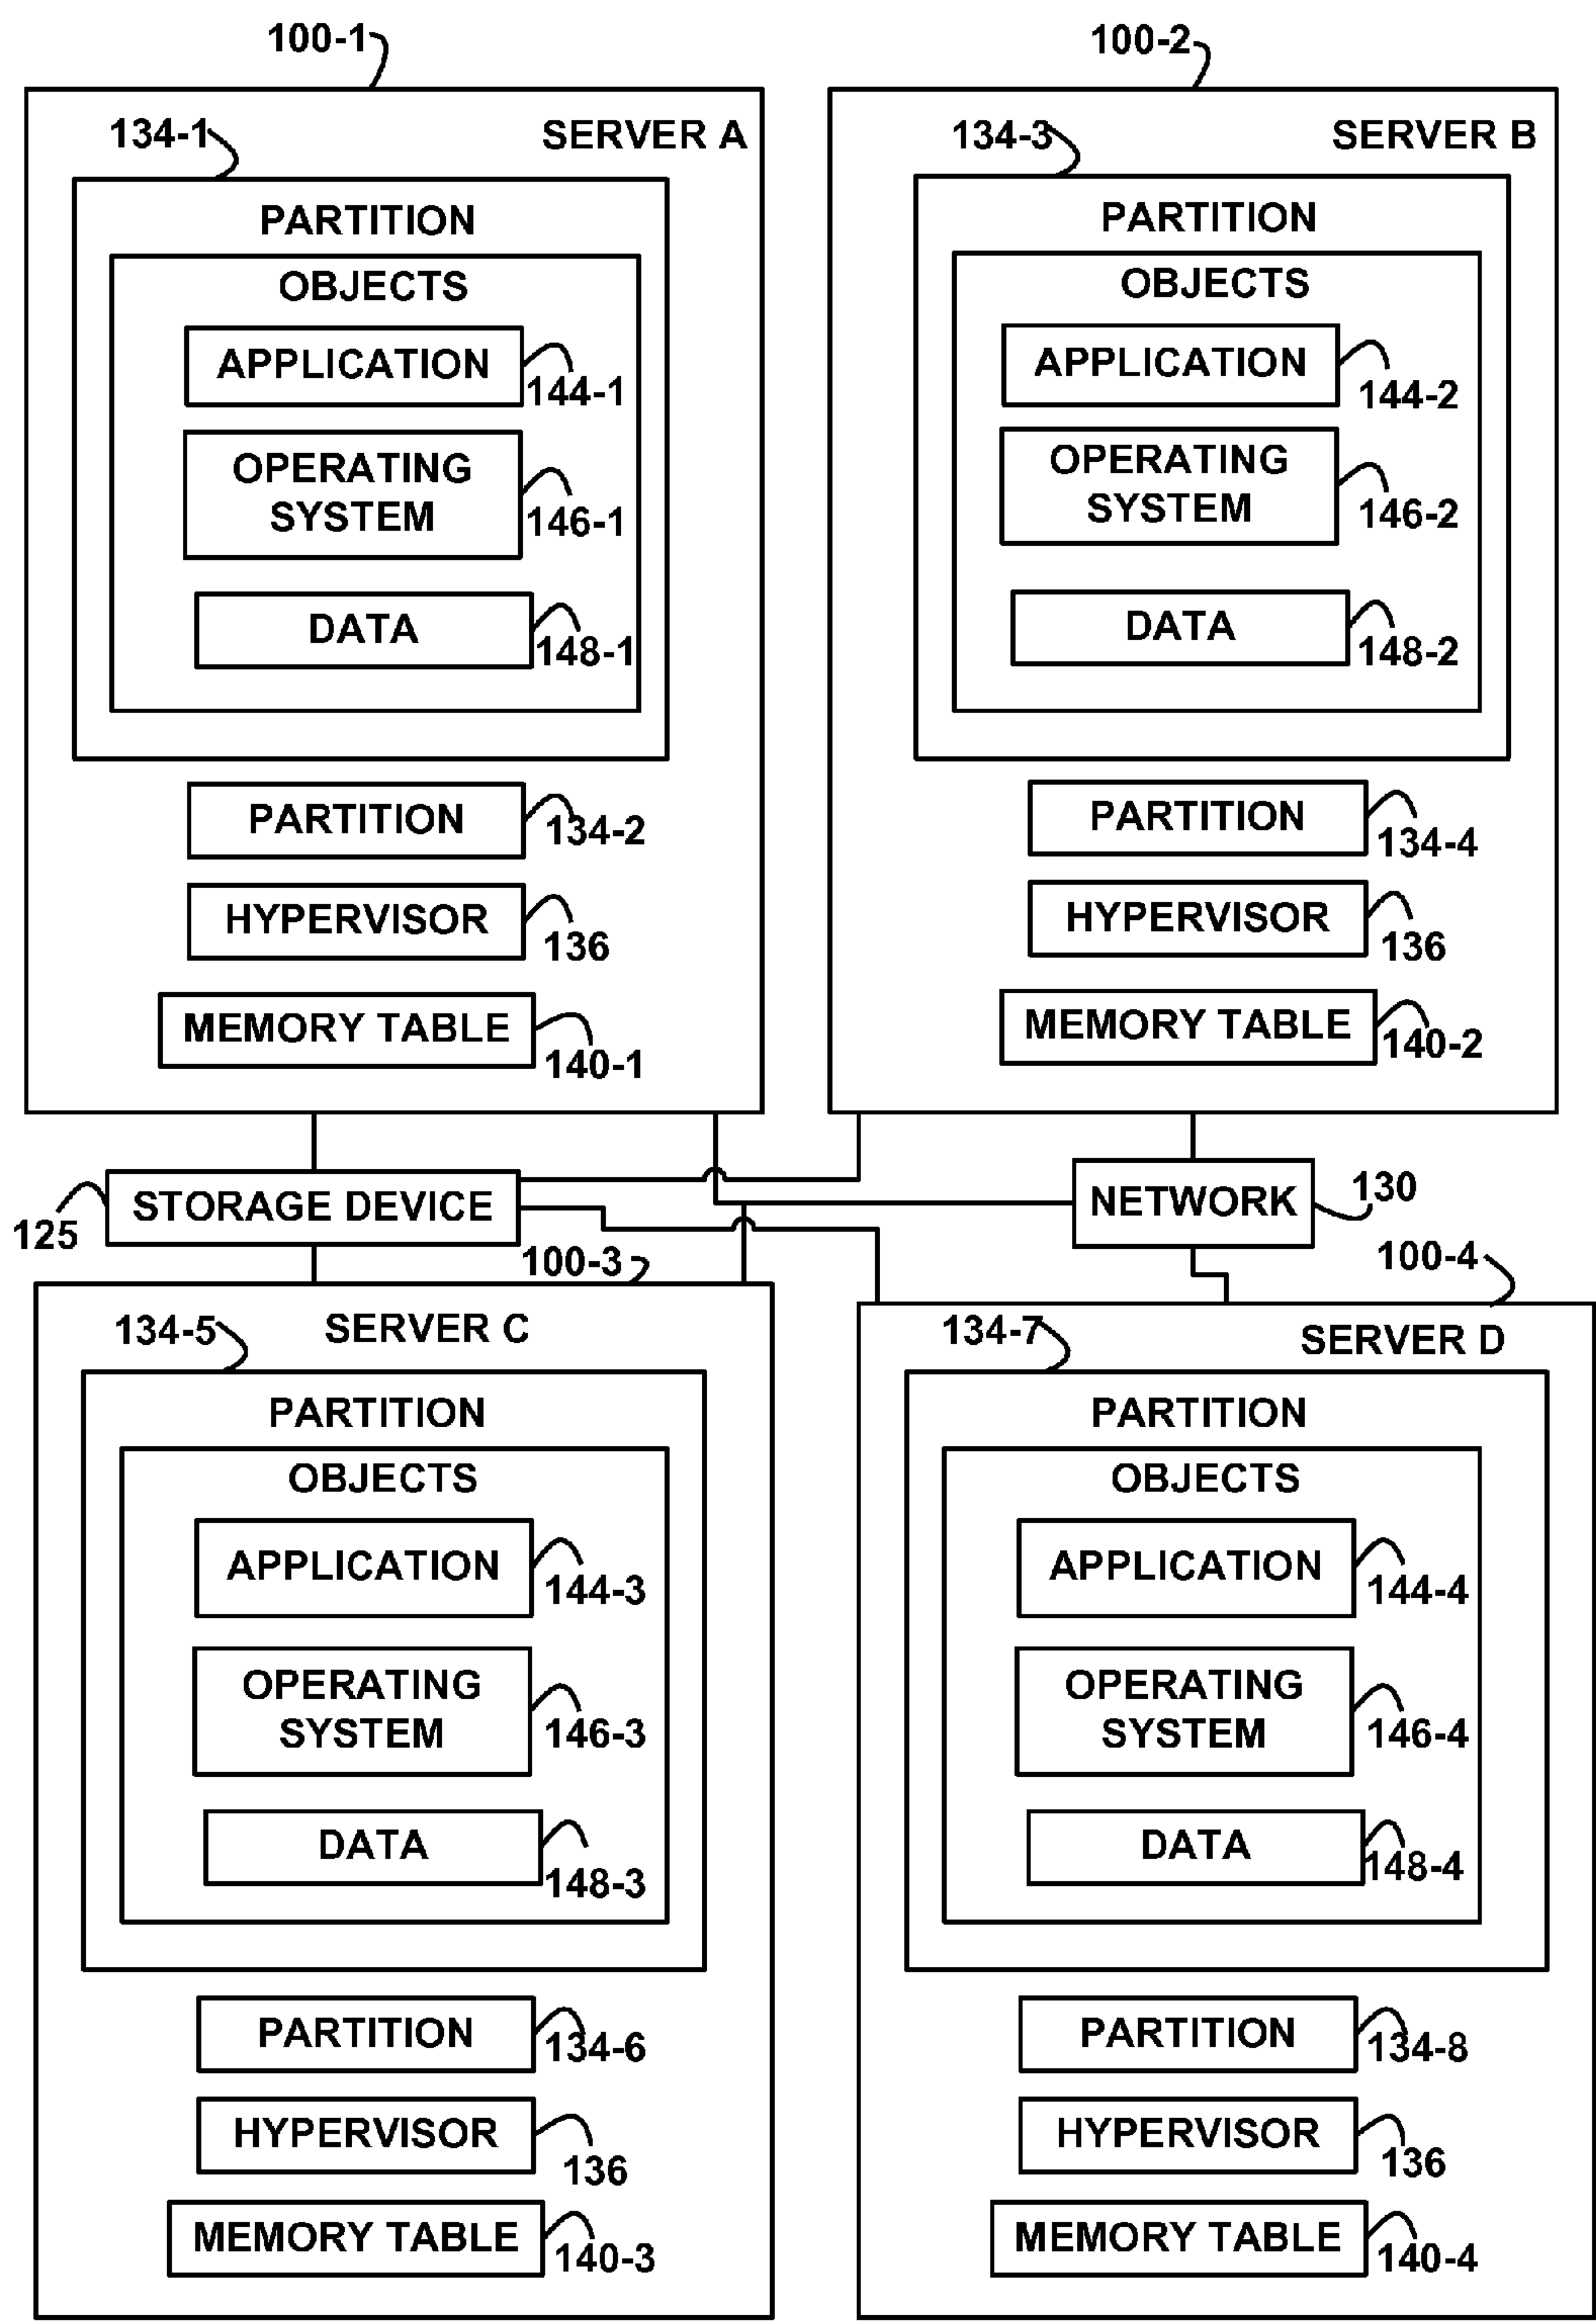 100-1
SERVER A
134-1
PARTITION
OBJECTS
APPLICATION
144-1
OPERATING
SYSTEM
146-1
DATA
148-1
PARTITION
134-2
HYPERVISOR
136
MEMORY TABLE
140-1
100-2
SERVER B
134-3
PARTITION
OBJECTS
APPLICATION
144-2
OPERATING
SYSTEM
146-2
DATA
148-2
PARTITION
134-4
HYPERVISOR
136
MEMORY TABLE
140-2
STORAGE DEVICE
125
NETWORK
130
100-3
SERVER C
134-5
PARTITION
OBJECTS
APPLICATION
144-3
OPERATING
SYSTEM
146-3
DATA
148-3
PARTITION
134-6
HYPERVISOR
136
MEMORY TABLE
140-3
100-4
SERVER D
134-7
PARTITION
OBJECTS
APPLICATION
144-4
OPERATING
SYSTEM
146-4
DATA
148-4
PARTITION
134-8
HYPERVISOR
136
MEMORY TABLE
140-4